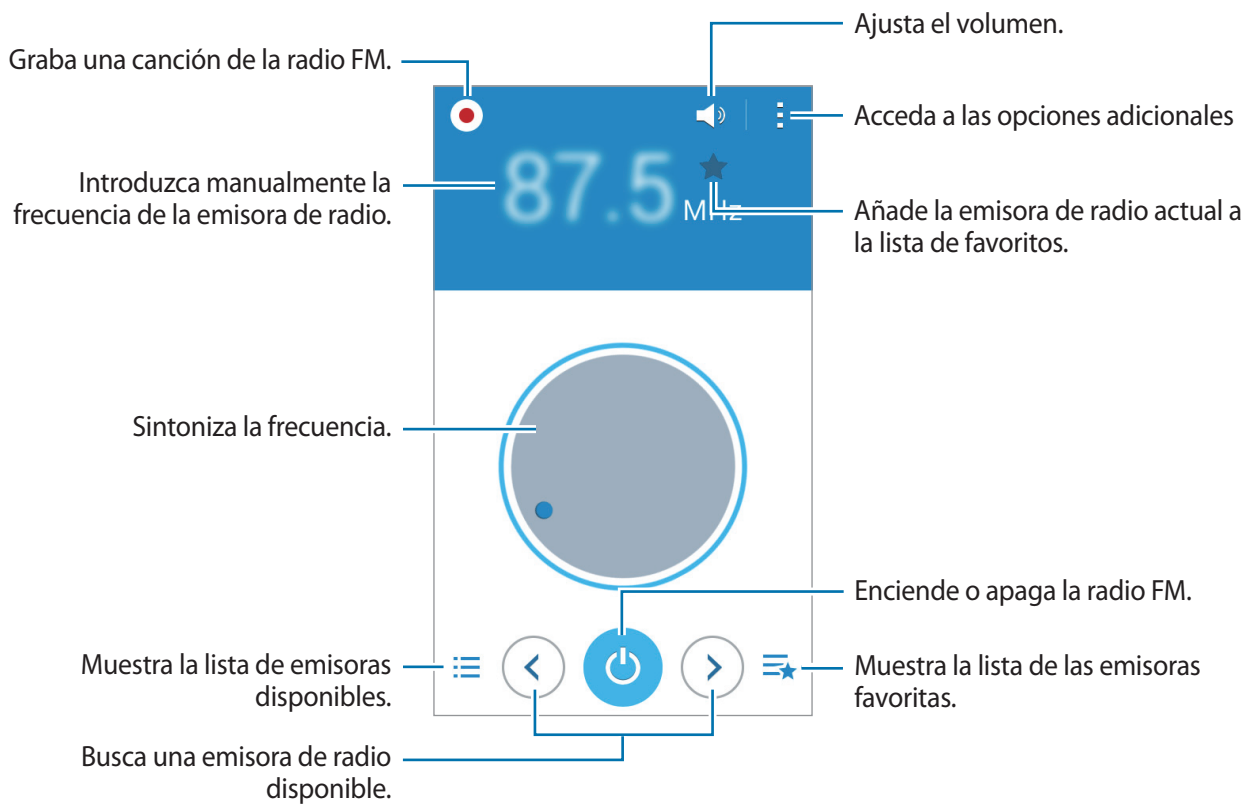 Ajusta el volumen.
Graba una canción de la radio FM.
Acceda a las opciones adicionales
87.5
MHz
Introduzca manualmente la
frecuencia de la emisora de radio.
Añade la emisora de radio actual a
la lista de favoritos.
Sintoniza la frecuencia.
Enciende o apaga la radio FM.
Muestra la lista de emisoras
disponibles.
Muestra la lista de las emisoras
favoritas.
Busca una emisora de radio
disponible.